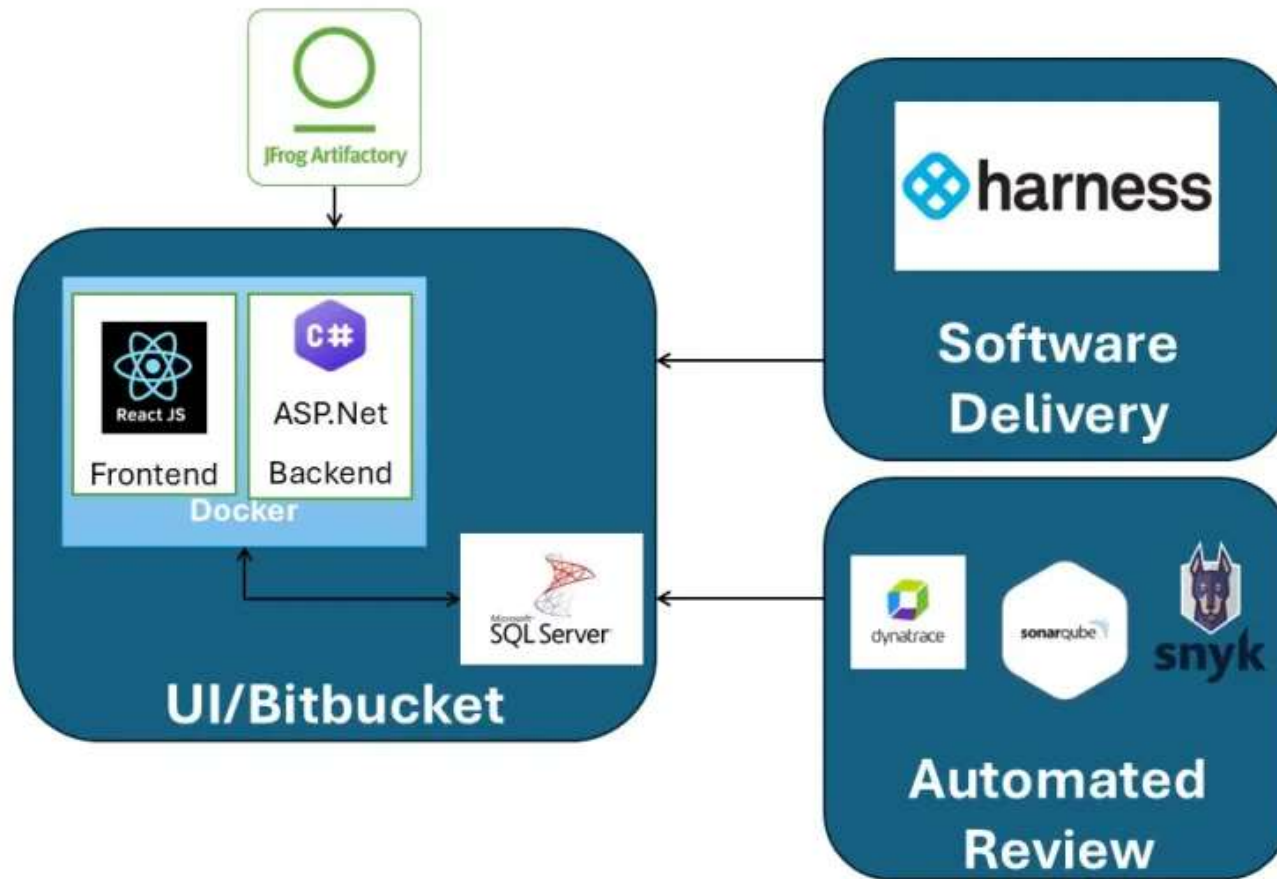 JFrog Artifactory
harness
Software
Delivery
React JS
Frontend
C#
ASP.Net
Backend
Docker
Microsoft
SQL Server
UI/Bitbucket
dynatrace
sonarqube
snyk
Automated
Review